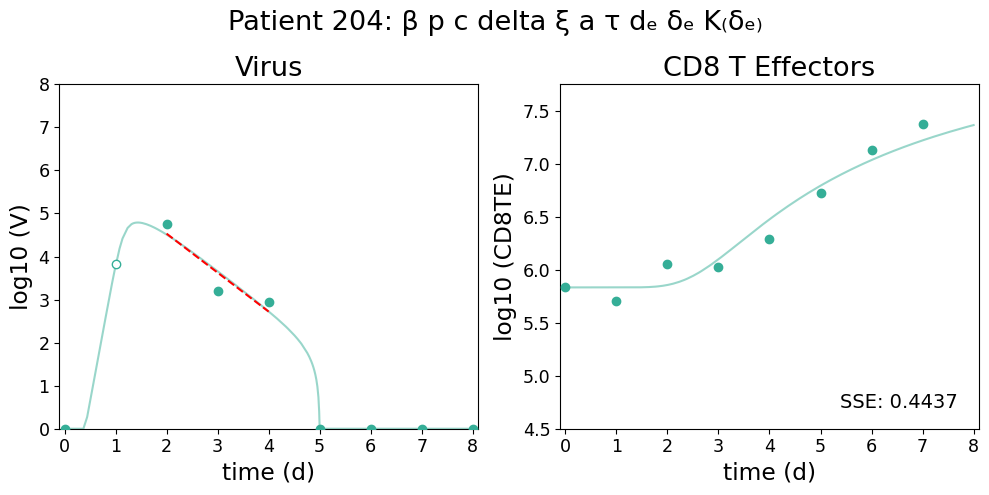 Patient 204: β p c delta ξ a τ dₑ δₑ K₍δₑ₎
Virus
CD8 T Effectors
log10 (V)
8
7
6
5
4
3
2
1
0
0 1 2 3 4 5 6 7 8
time (d)
log10 (CD8TE)
7.5
7.0
6.5
6.0
5.5
5.0
4.5
SSE: 0.4437
0 1 2 3 4 5 6 7 8
time (d)